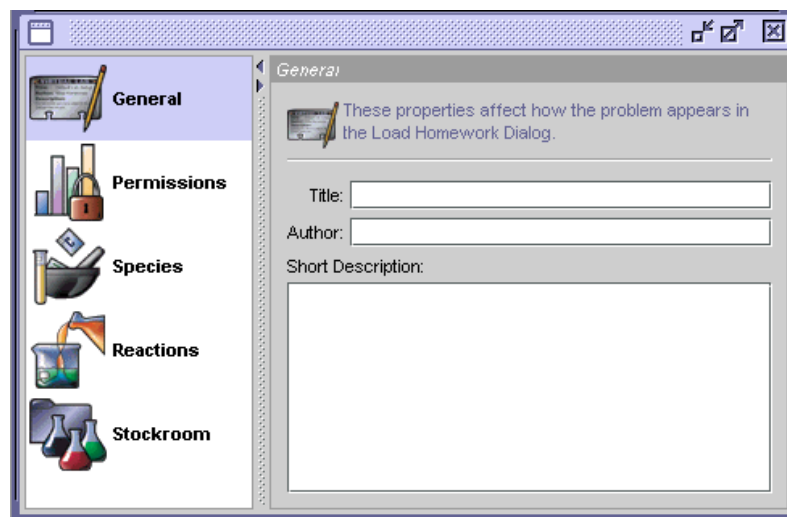 General
Permissions
Species
Reactions
Stockroom
General
These properties affect how the problem appears in
the Load Homework Dialog.
Title:
Author:
Short Description: